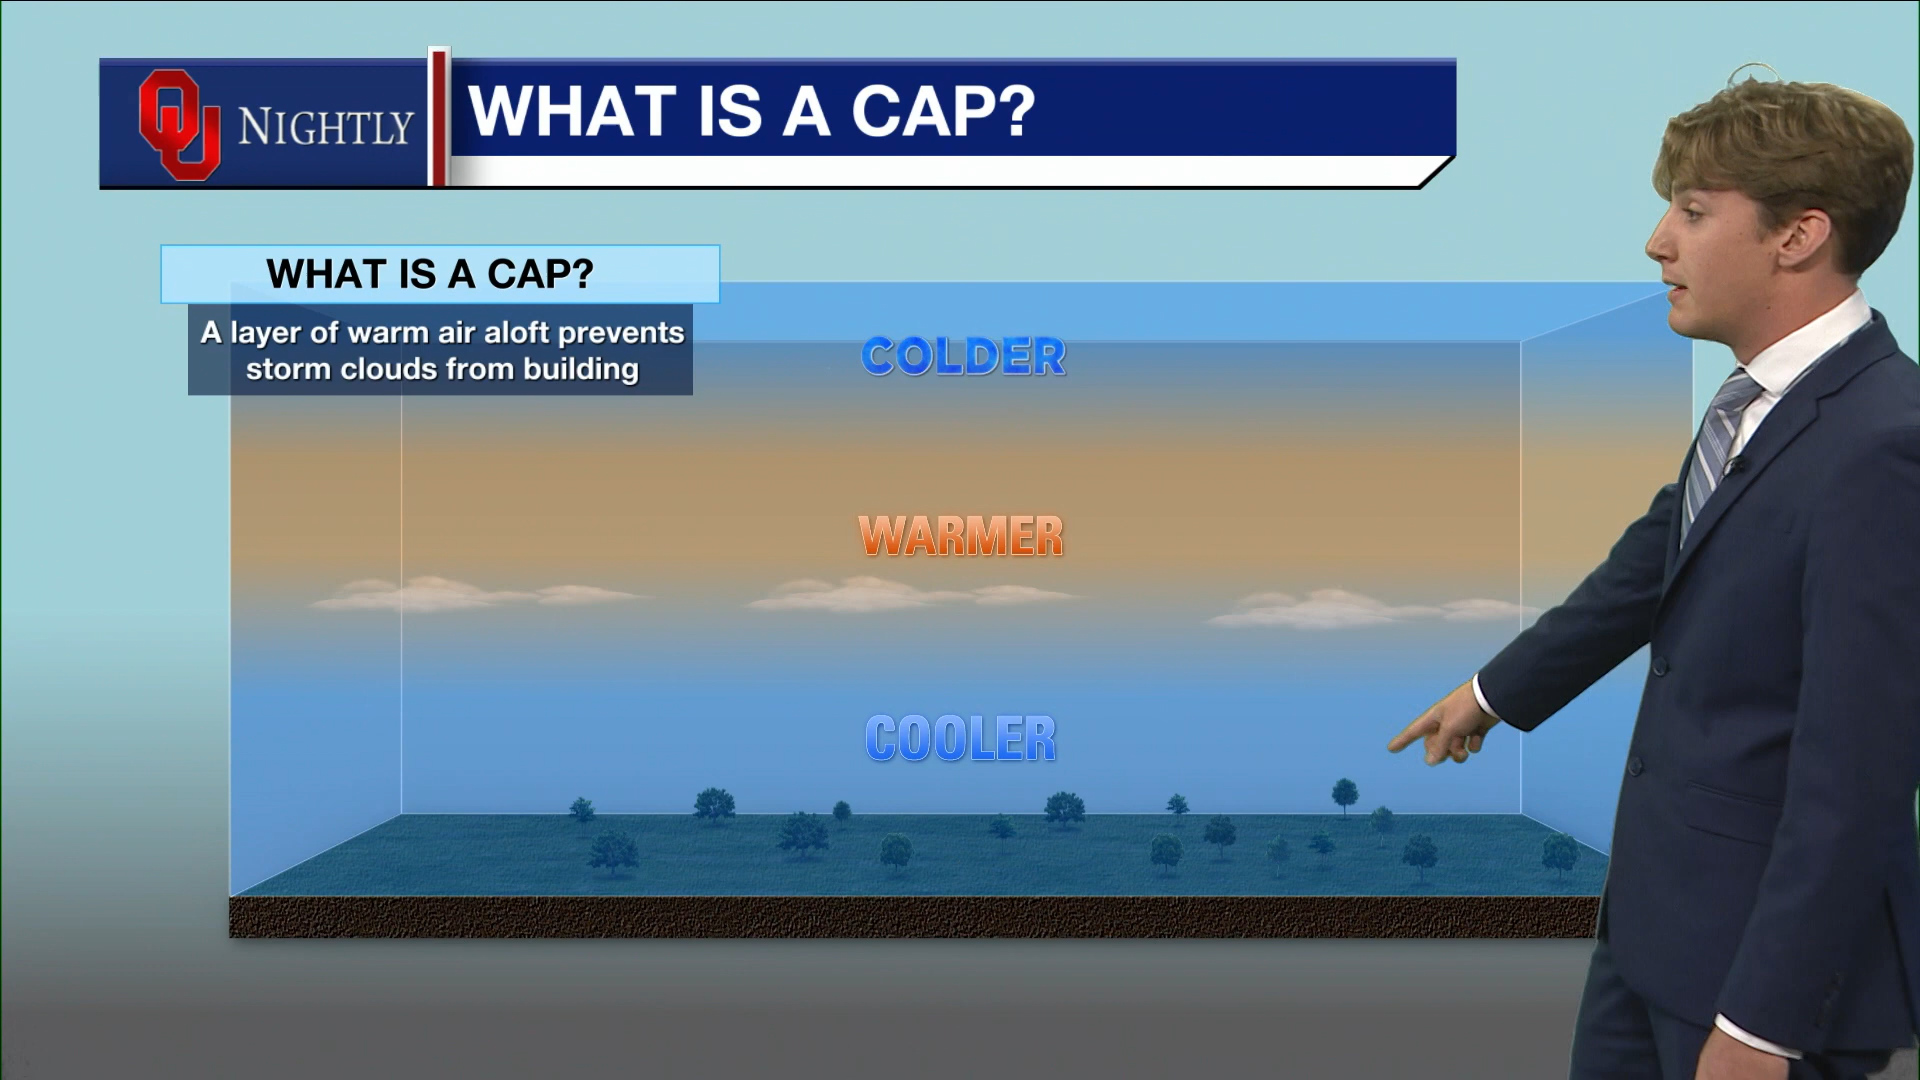 OU NIGHTLY
WHAT IS A CAP?
WHAT IS A CAP?
A layer of warm air aloft prevents
storm clouds from building
COLDER
WARMER
COOLER